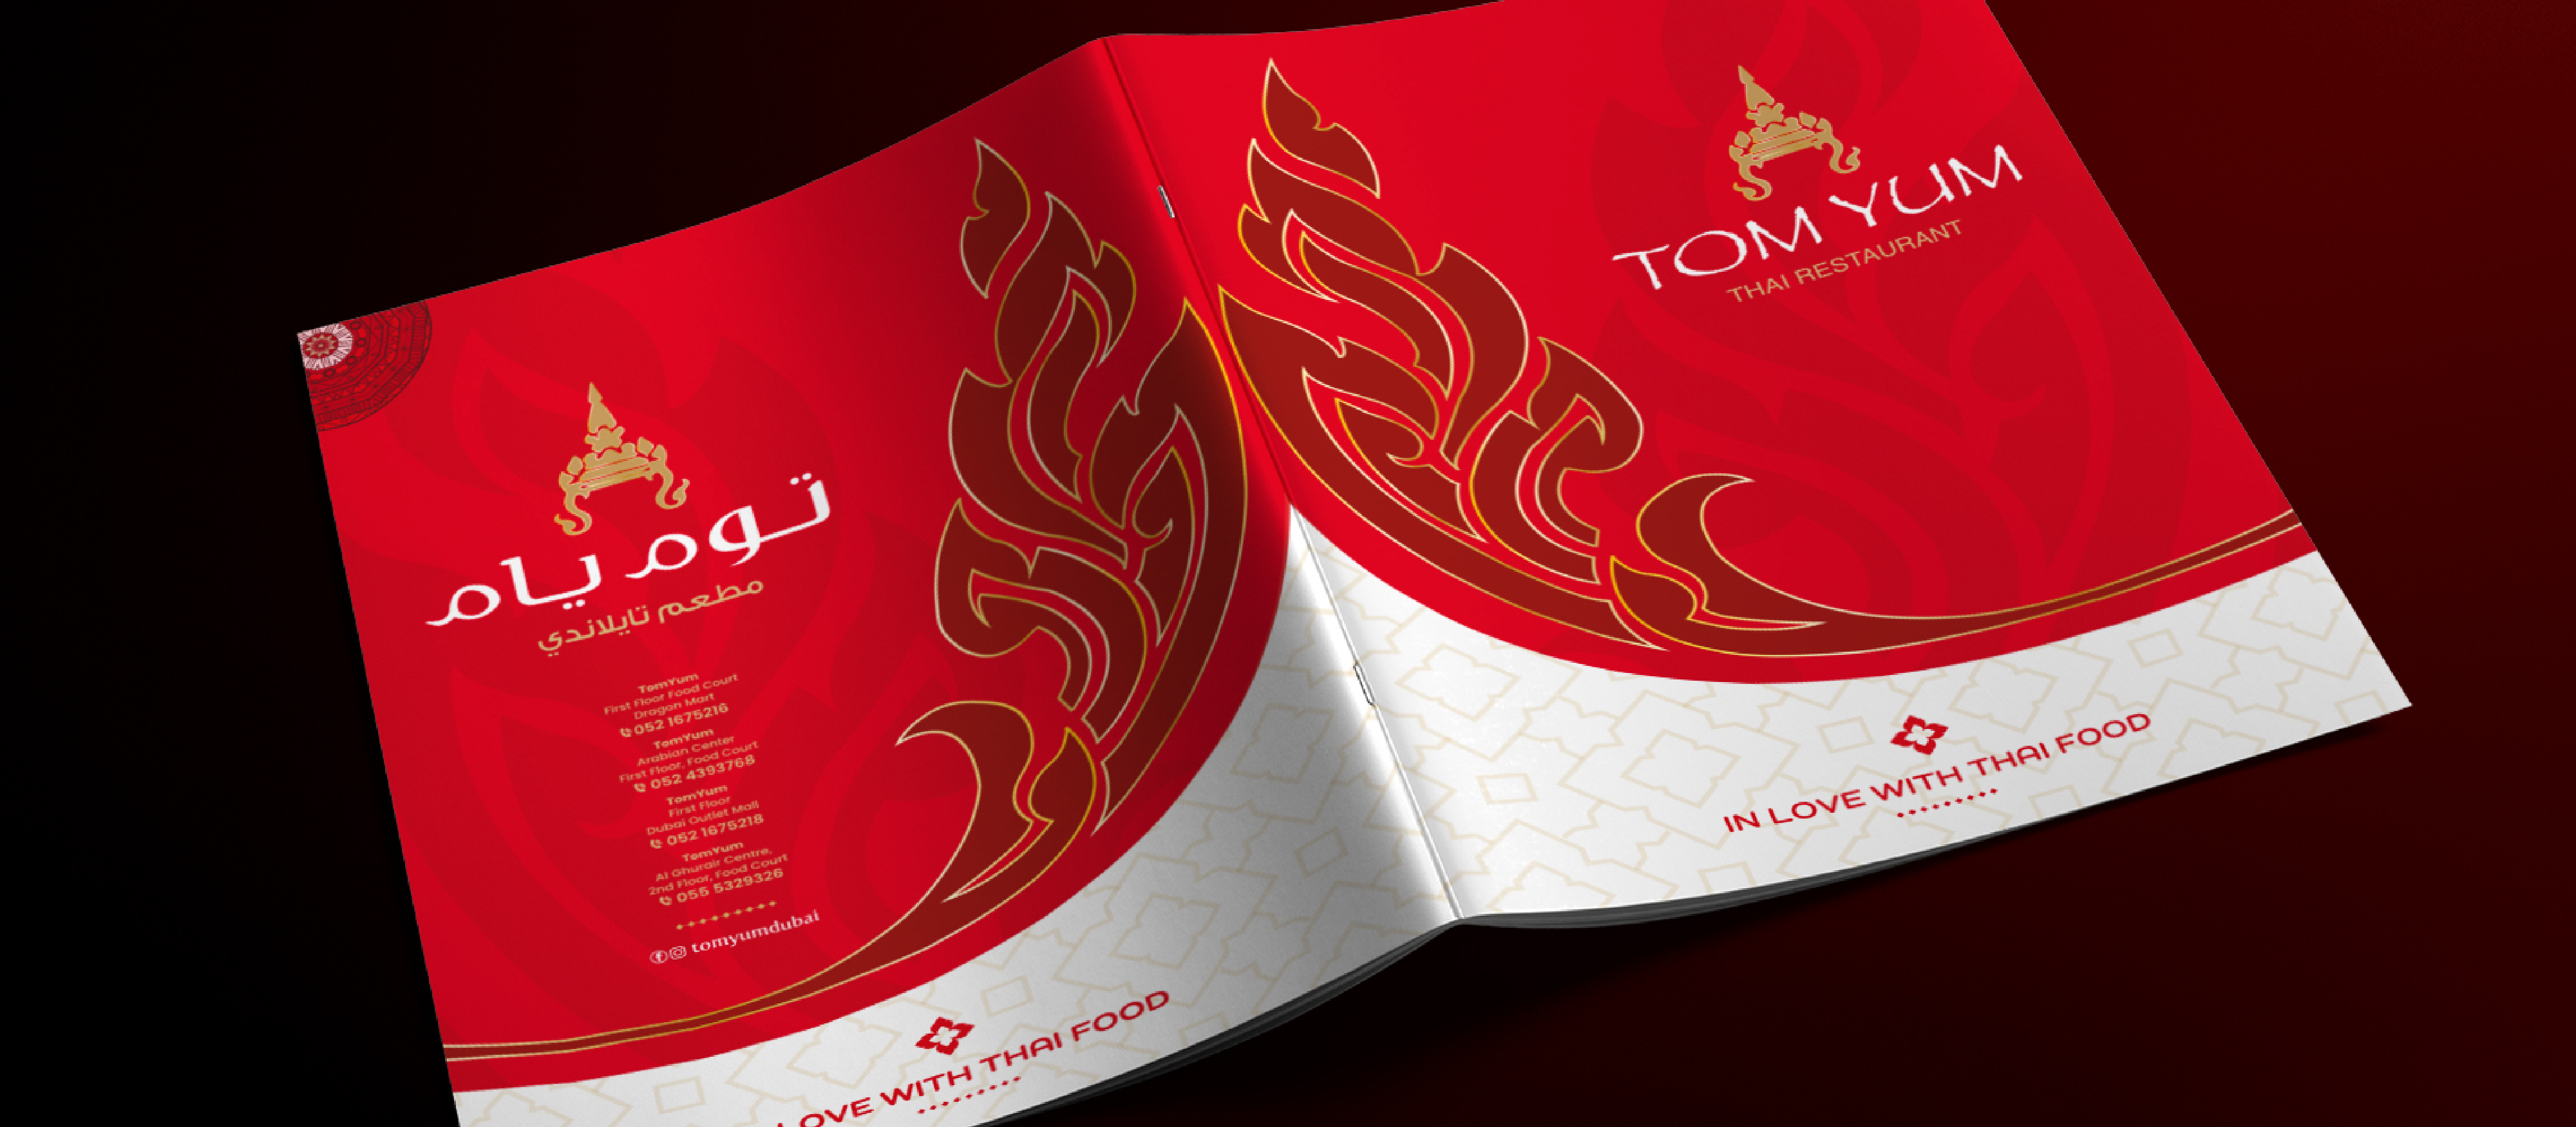 توم يام
مطعم تايلاندي
TomYum
First Floor Food Court
Dragon Mart
052 1675216
TomYum
Arabian Center
First Floor, Food Court
052 4393768
TomYum
First Floor
Dubai Outlet Mall
052 1675218
TomYum
Al Ghurair Centre,
2nd Floor, Food Court
055 5329326
tomyumdubai
LOVE WITH THAI FOOD
TOM YUM
THAI RESTAURANT
IN LOVE WITH THAI FOOD